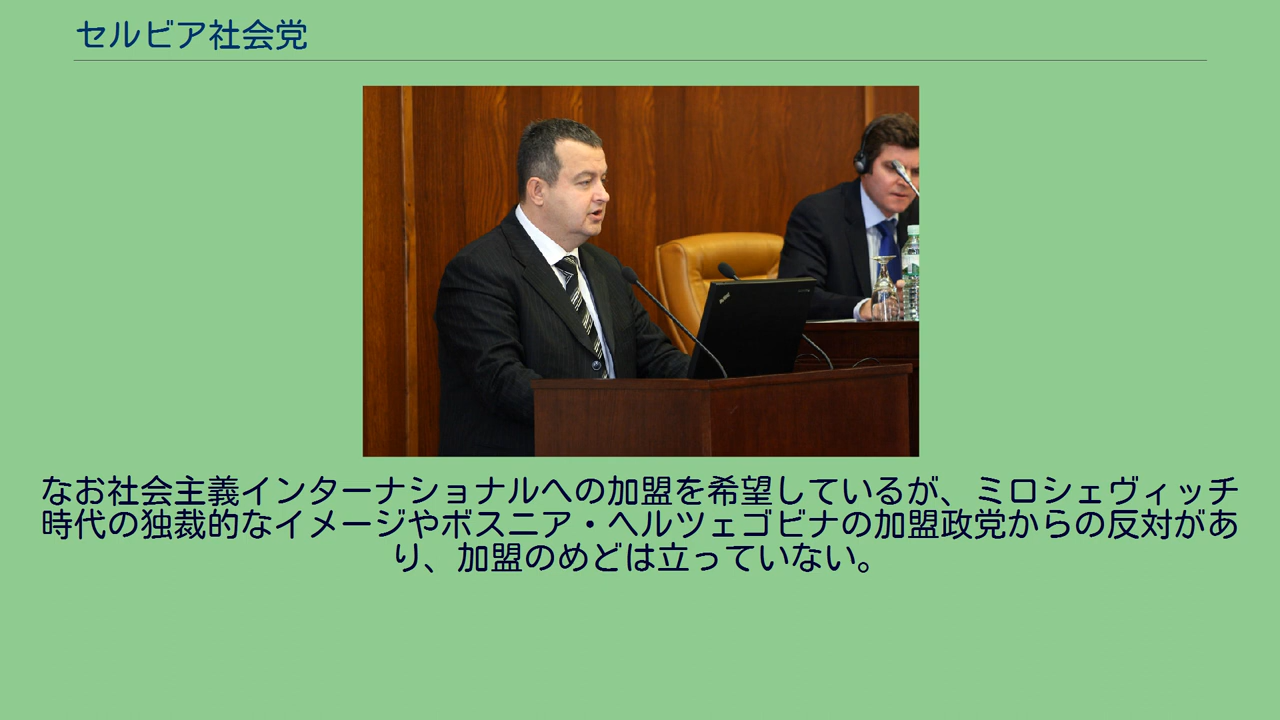 セルビア社会党
なお社会主義インターナショナルへの加盟を希望しているが、ミロシェヴィッチ
時代の独裁的なイメージやボスニア・ヘルツェゴビナの加盟政党からの反対があ
り、加盟のめどは立っていない。